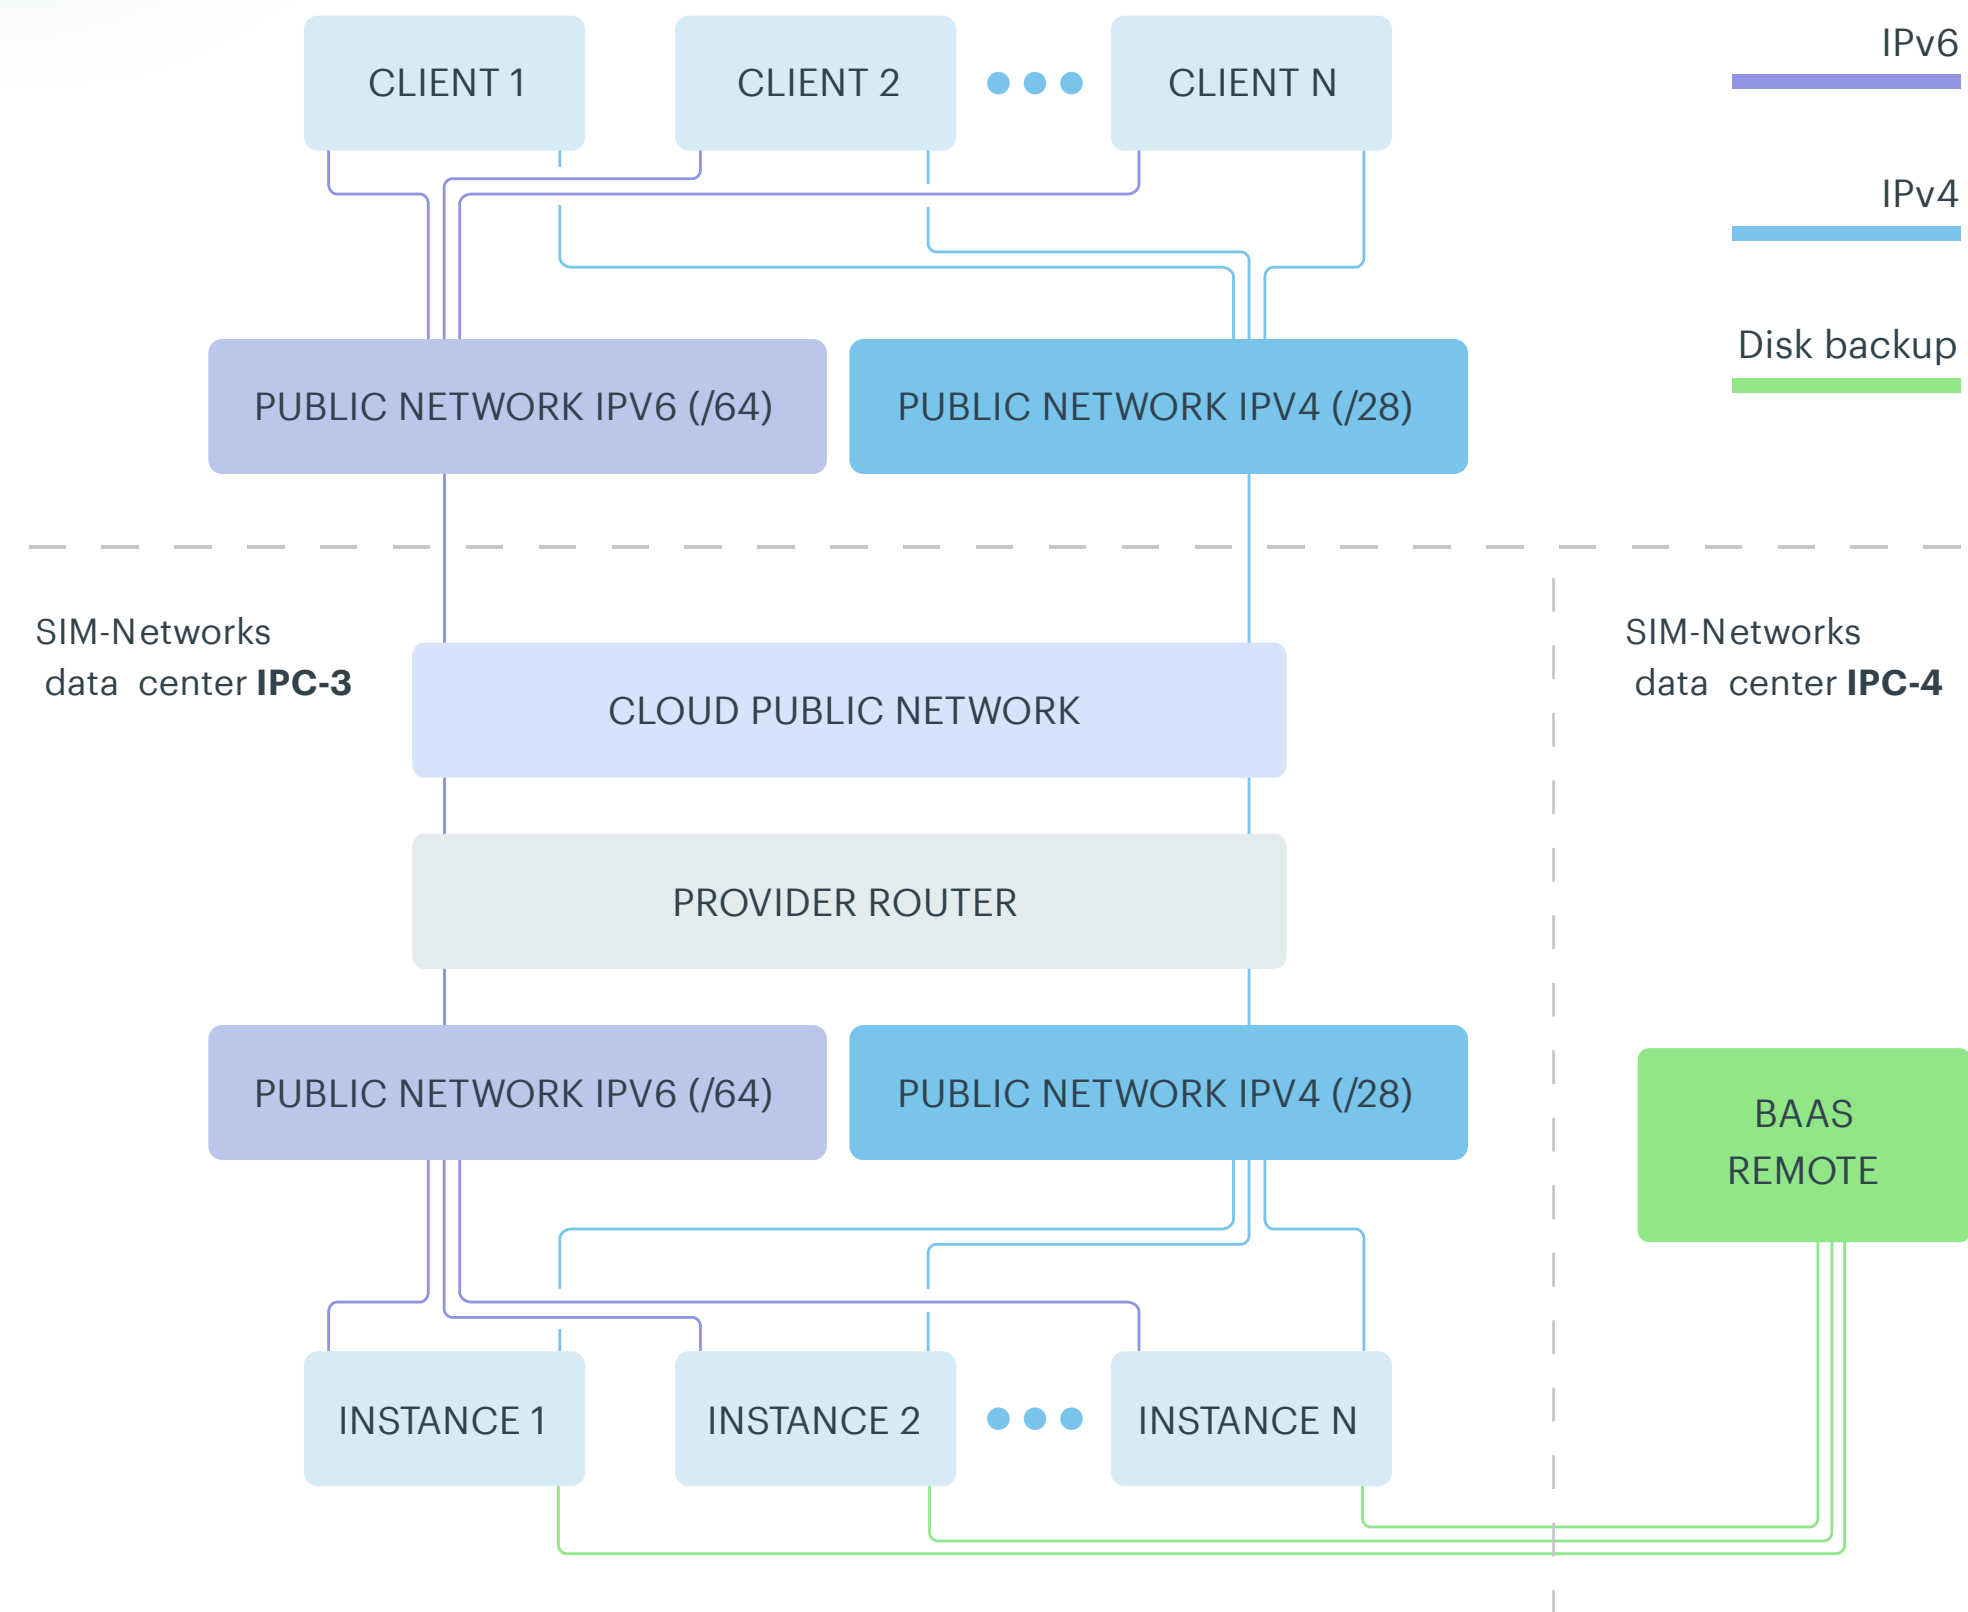 CLIENT 1
CLIENT 2
CLIENT N
IPv6
IPv4
Disk backup
PUBLIC NETWORK IPV6 (/64)
PUBLIC NETWORK IPV4 (/28)
SIM-Networks
data center IPC-3
SIM-Networks
data center IPC-4
CLOUD PUBLIC NETWORK
PROVIDER ROUTER
PUBLIC NETWORK IPV6 (/64)
PUBLIC NETWORK IPV4 (/28)
BAAS
REMOTE
INSTANCE 1
INSTANCE 2
INSTANCE N